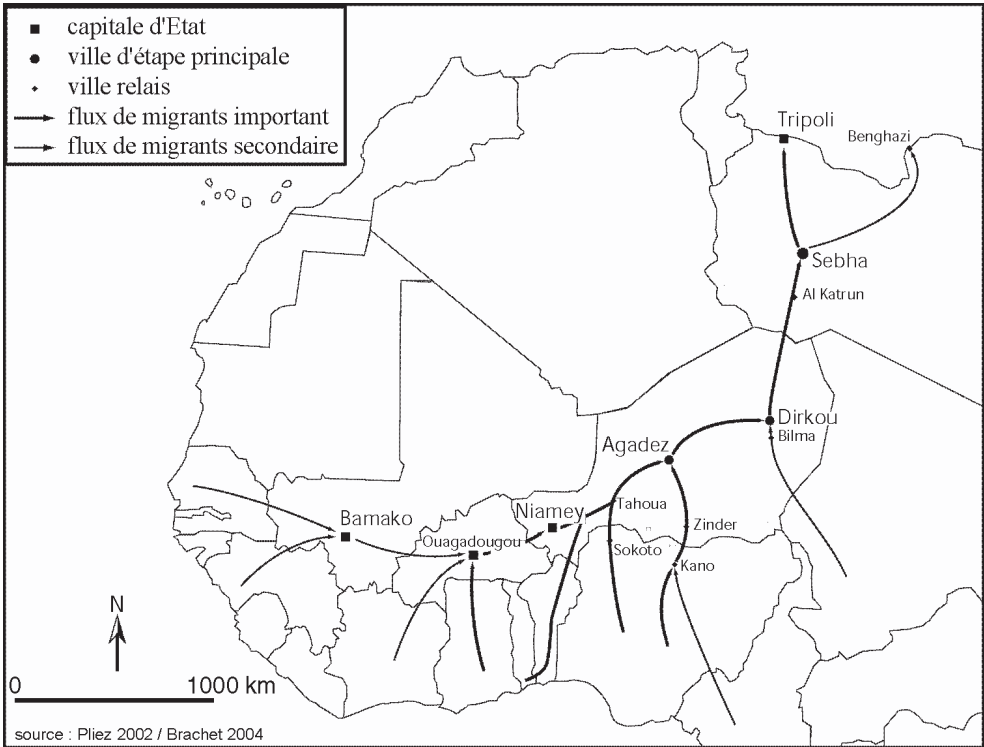 capitale d'Etat
ville d'étape principale
ville relais
flux de migrants important
flux de migrants secondaire
Tripoli
Benghazi
Sebha
Al Katrun
Dirkou
Bilma
Agadez
Tahoua
Niamey
Zinder
Bamako
Ouagadougou
Sokoto
Kano
N
0 1000 km
source : Pliez 2002 / Brachet 2004